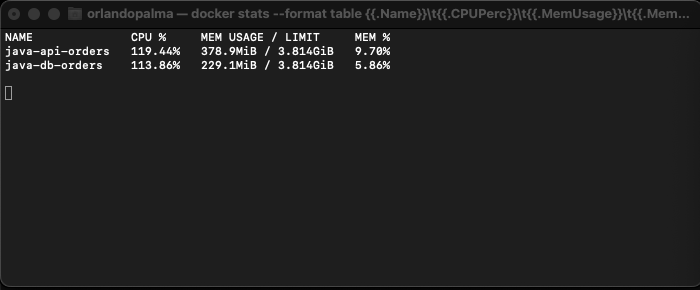 orlandopalma — docker stats --format table {{.Name}}\t{{.CPUPerc}}\t{{.MemUsage}}\t{{.Mem...
NAME CPU % MEM USAGE / LIMIT MEM %
java-api-orders 119.44% 378.9MiB / 3.814GiB 9.70%
java-db-orders 113.86% 229.1MiB / 3.814GiB 5.86%